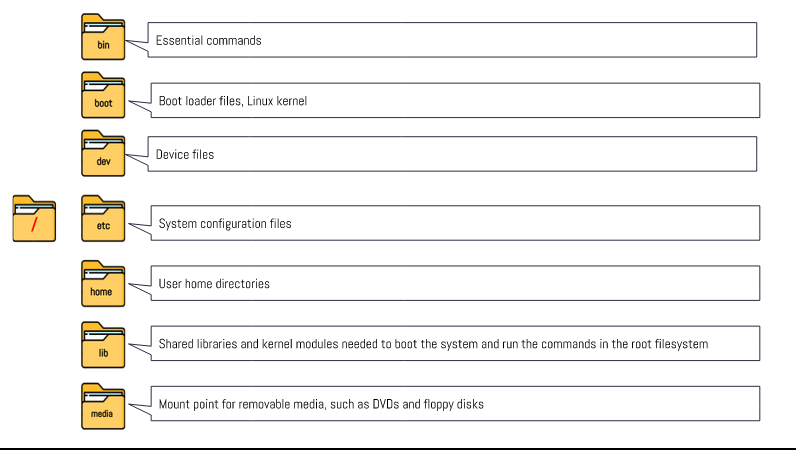 bin
Essential commands
boot
Boot loader files, Linux kernel
dev
Device files
/
etc
System configuration files
home
User home directories
lib
Shared libraries and kernel modules needed to boot the system and run the commands in the root filesystem
media
Mount point for removable media, such as DVDs and floppy disks